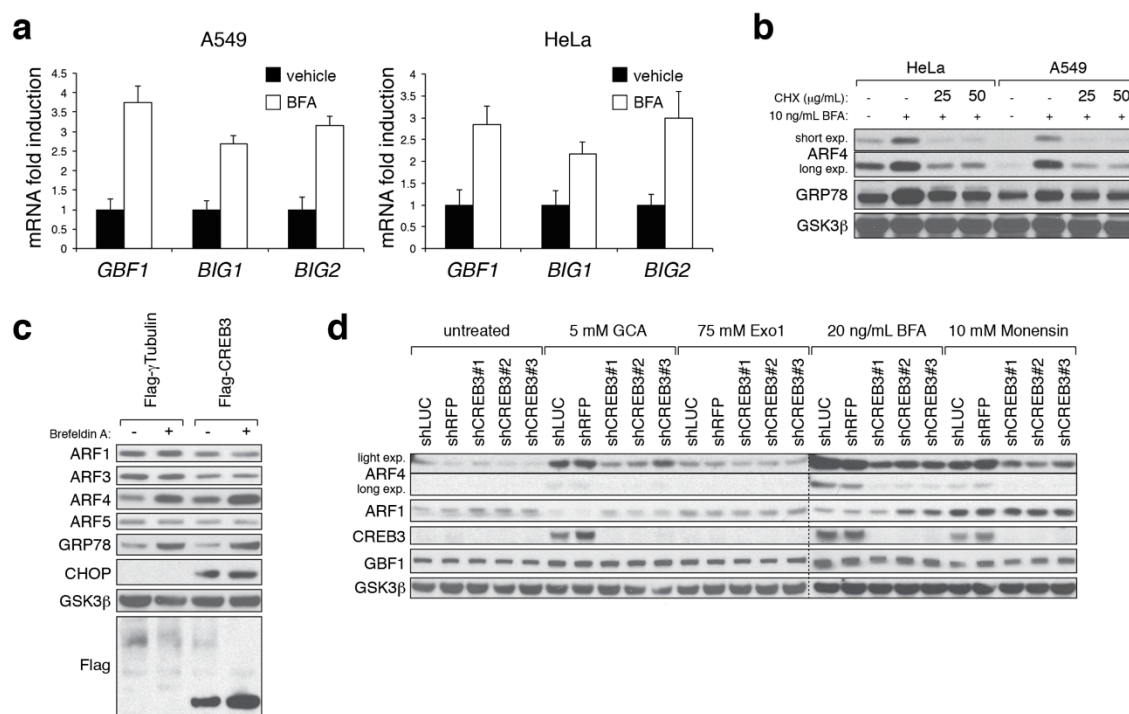 a
A549
mRNA fold induction
4.5
4
3.5
3
2.5
2
1.5
1
0.5
0
vehicle
BFA
GBF1 BIG1 BIG2
HeLa
mRNA fold induction
4
3.5
3
2.5
2
1.5
1
0.5
0
vehicle
BFA
GBF1 BIG1 BIG2
b
HeLa A549
CHX (μg/mL): - - 25 50 - - 25 50
10 ng/mL BFA: - + + + - + + +
short exp.
ARF4
long exp.
GRP78
GSK3β
c
Flag-γTubulin
Flag-CREB3
Brefeldin A: - + - +
ARF1
ARF3
ARF4
ARF5
GRP78
CHOP
GSK3β
Flag
d
untreated 5 mM GCA 75 mM Exo1 20 ng/mL BFA 10 mM Monensin
shLUC shRFP shCREB3#1 shCREB3#2 shCREB3#3 shLUC shRFP shCREB3#1 shCREB3#2 shCREB3#3 shLUC shRFP shCREB3#1 shCREB3#2 shCREB3#3 shLUC shRFP shCREB3#1 shCREB3#2 shCREB3#3 shLUC shRFP shCREB3#1 shCREB3#2 shCREB3#3
light exp.
ARF4
long exp.
ARF1
CREB3
GBF1
GSK3β